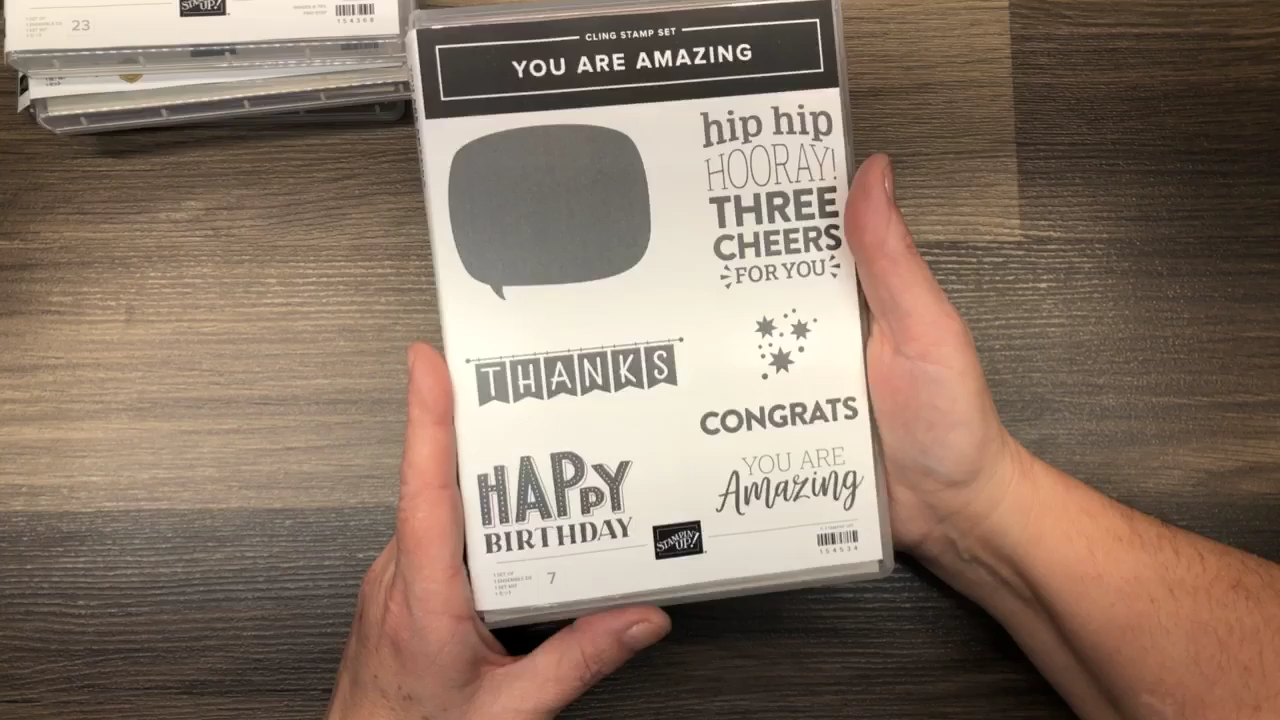 STAMPIN' UP!
23
154368
CLING STAMP SET
YOU ARE AMAZING
hip hip
HOORAY!
THREE
CHEERS
FOR YOU
THANKS
CONGRATS
HAPPY
BIRTHDAY
YOU ARE
Amazing
STAMPIN' UP!
7
154534